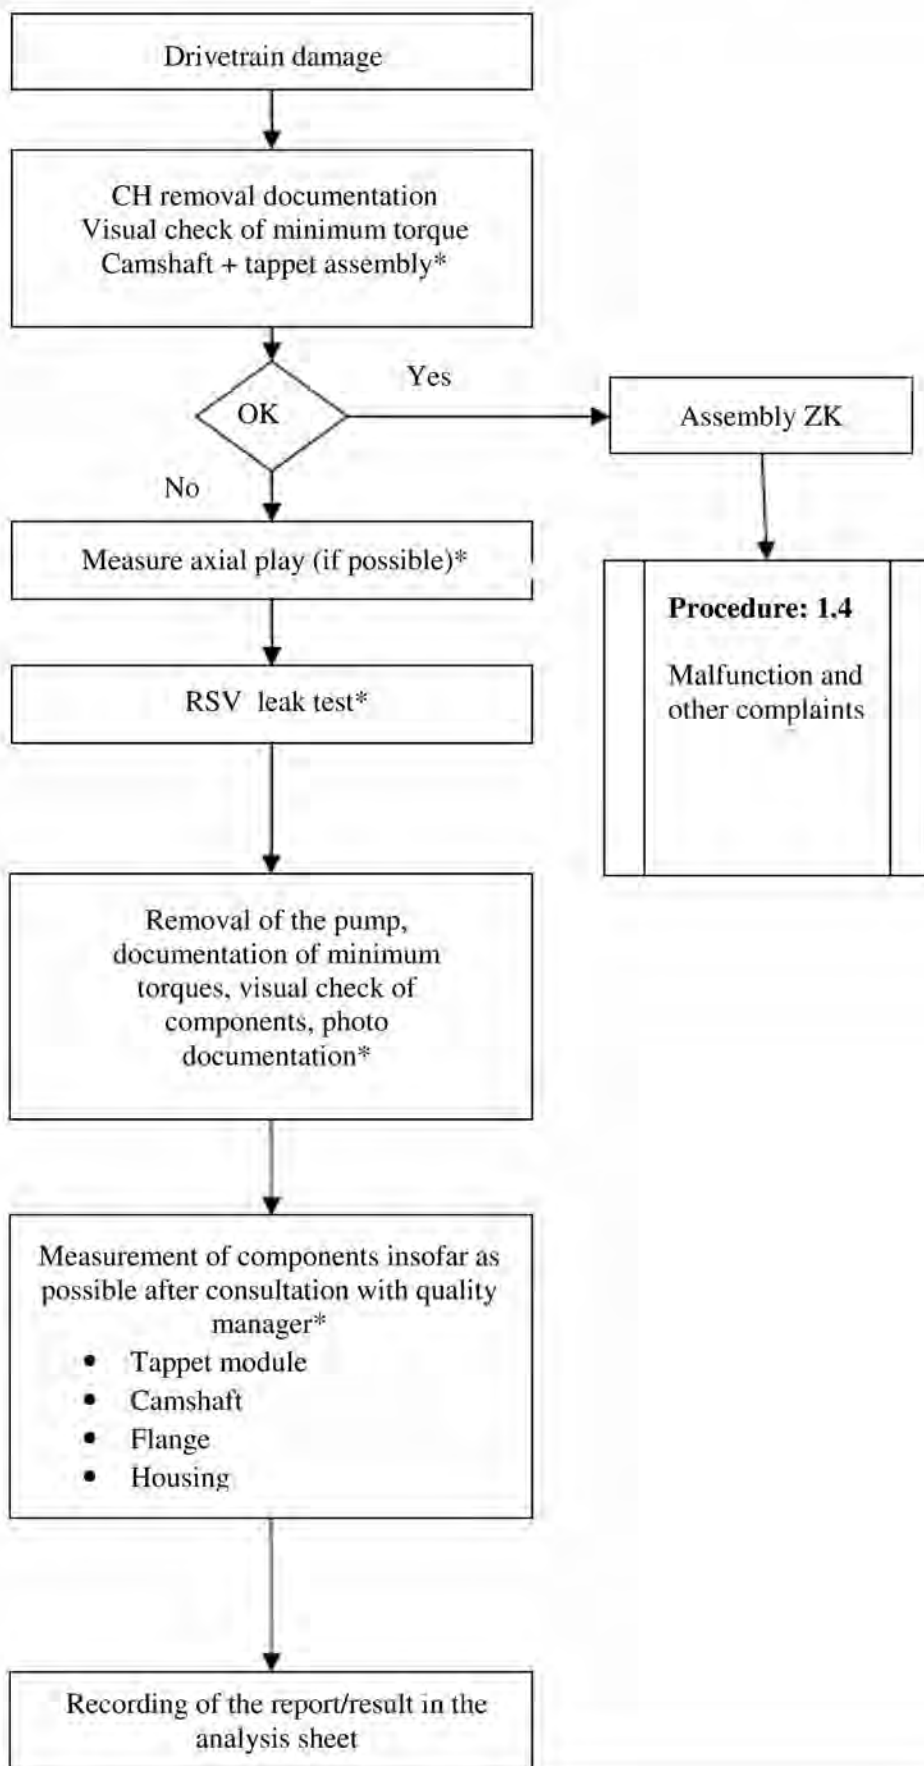 Drivetrain damage
CH removal documentation
Visual check of minimum torque
Camshaft + tappet assembly*
OK
Yes
Assembly ZK
No
Measure axial play (if possible)*
Procedure: 1.4
Malfunction and
other complaints
RSV leak test*
Removal of the pump,
documentation of minimum
torques, visual check of
components, photo
documentation*
Measurement of components insofar as
possible after consultation with quality
manager*
• Tappet module
• Camshaft
• Flange
• Housing
Recording of the report/result in the
analysis sheet